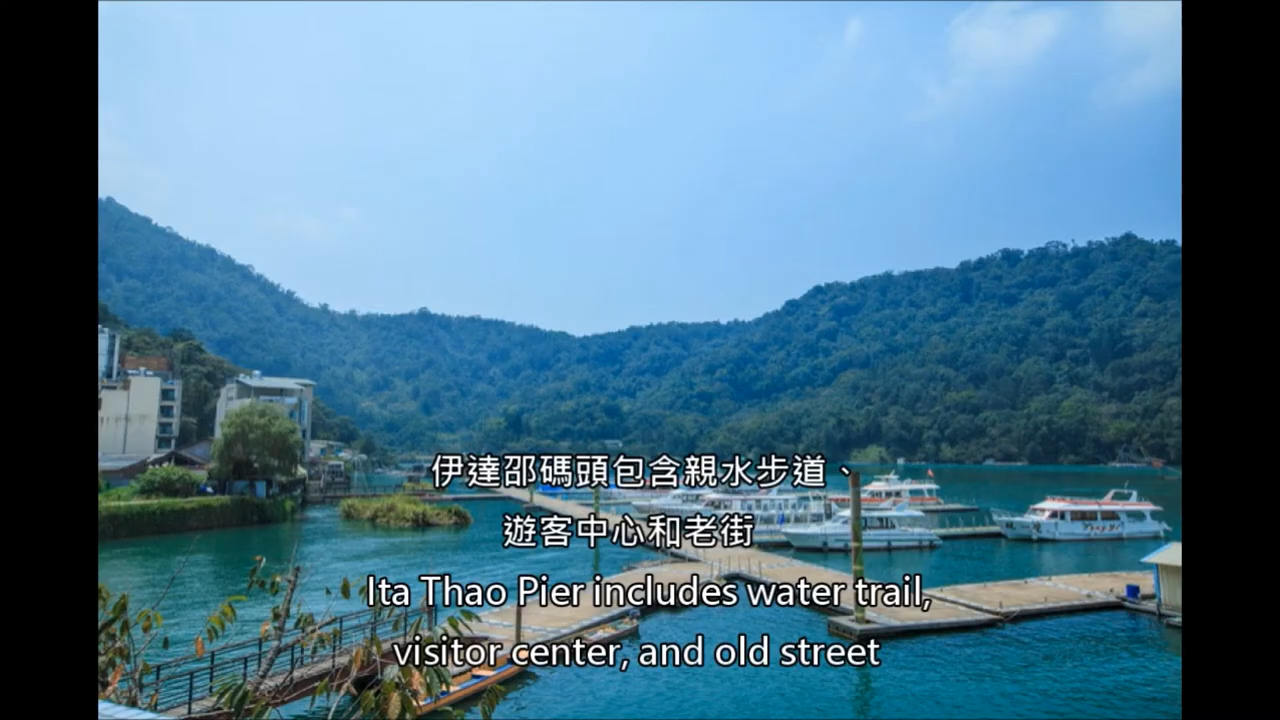 伊達邵碼頭包含親水步道、
遊客中心和老街
Ita Thao Pier includes water trail,
visitor center, and old street